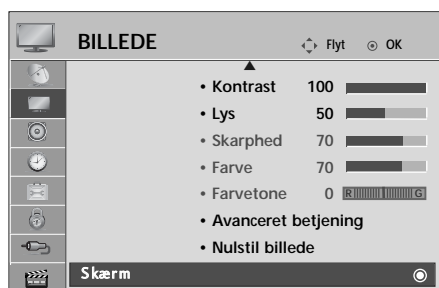 BILLEDE Flyt OK
• Kontrast 100
• Lys 50
• Skarphed 70
• Farve 70
• Farvetone 0 R G
• Avanceret betjening
• Nulstil billede
Skærm